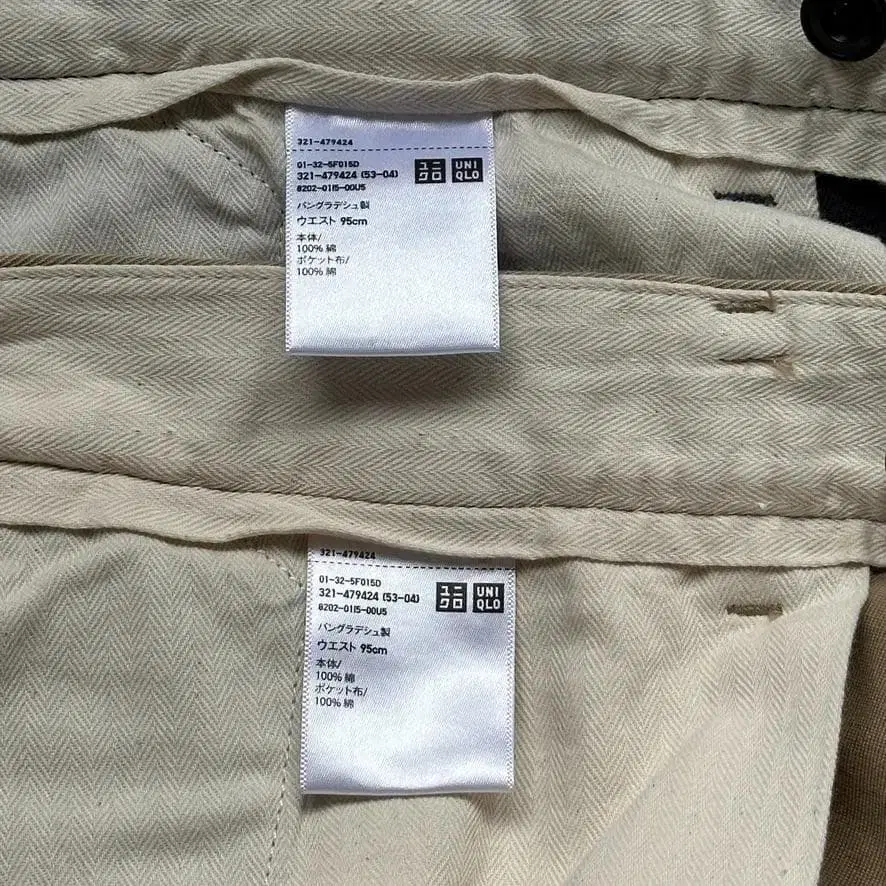 321-479424
01-32-5F015D
321-479424 (53-04)
8202-0115-00U5
ユニクロ UNIQLO
バングラデシュ製
ウエスト 95cm
本体/
100% 綿
ポケット布/
100% 綿
321-479424
01-32-5F015D
321-479424 (53-04)
8202-0115-00U5
ユニクロ UNIQLO
バングラデシュ製
ウエスト 95cm
本体/
100% 綿
ポケット布/
100% 綿